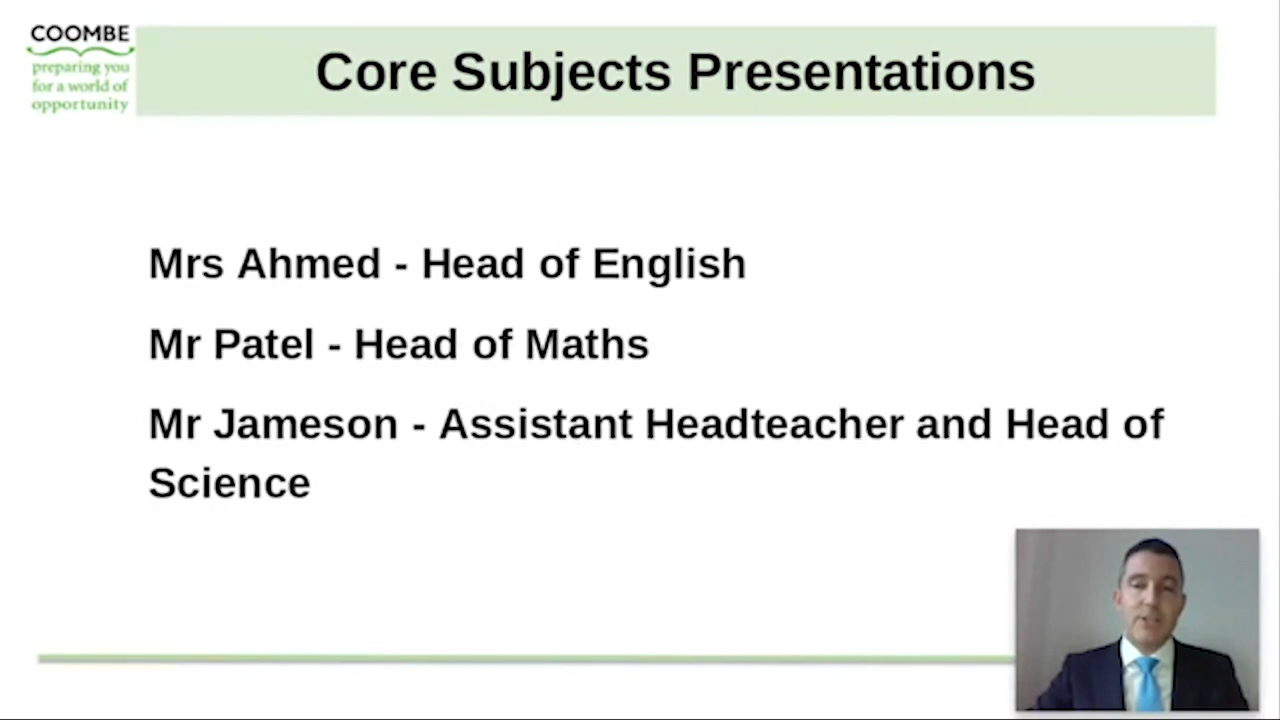 COOMBE
preparing you
for a world of
opportunity
Core Subjects Presentations
Mrs Ahmed - Head of English
Mr Patel - Head of Maths
Mr Jameson - Assistant Headteacher and Head of
Science